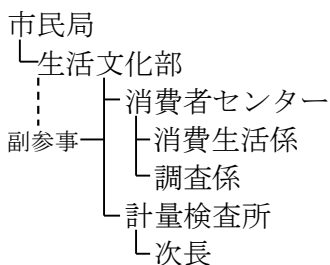 市民局
生活文化部
消費者センター
副参事
消費生活係
調査係
計量検査所
次長